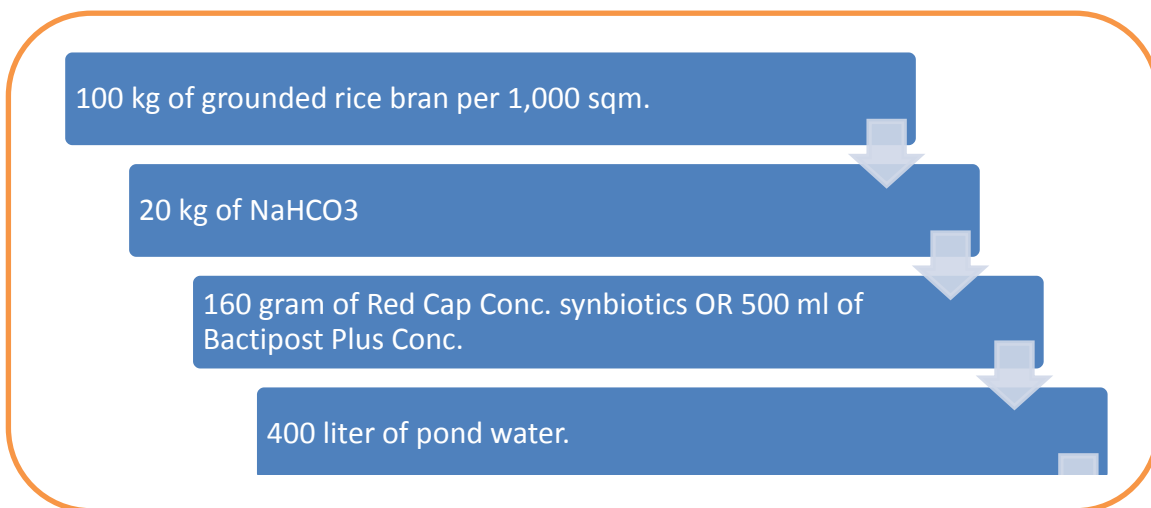 100 kg of grounded rice bran per 1,000 sqm.
20 kg of NaHCO3
160 gram of Red Cap Conc. synbiotics OR 500 ml of
Bactipost Plus Conc.
400 liter of pond water.